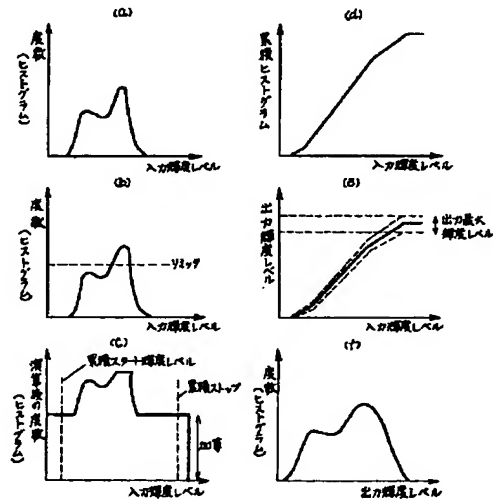 (a)
度数
(ヒストグラム)
入力輝度レベル
(d)
累積ヒストグラム
入力輝度レベル
(b)
度数
(ヒストグラム)
リミッタ
入力輝度レベル
(e)
出力輝度レベル
出力最大
輝度レベル
入力輝度レベル
(c)
演算後の度数
(ヒストグラム)
累積スタート輝度レベル
累積ストップ
加算
入力輝度レベル
(f)
度数
(ヒストグラム)
出力輝度レベル